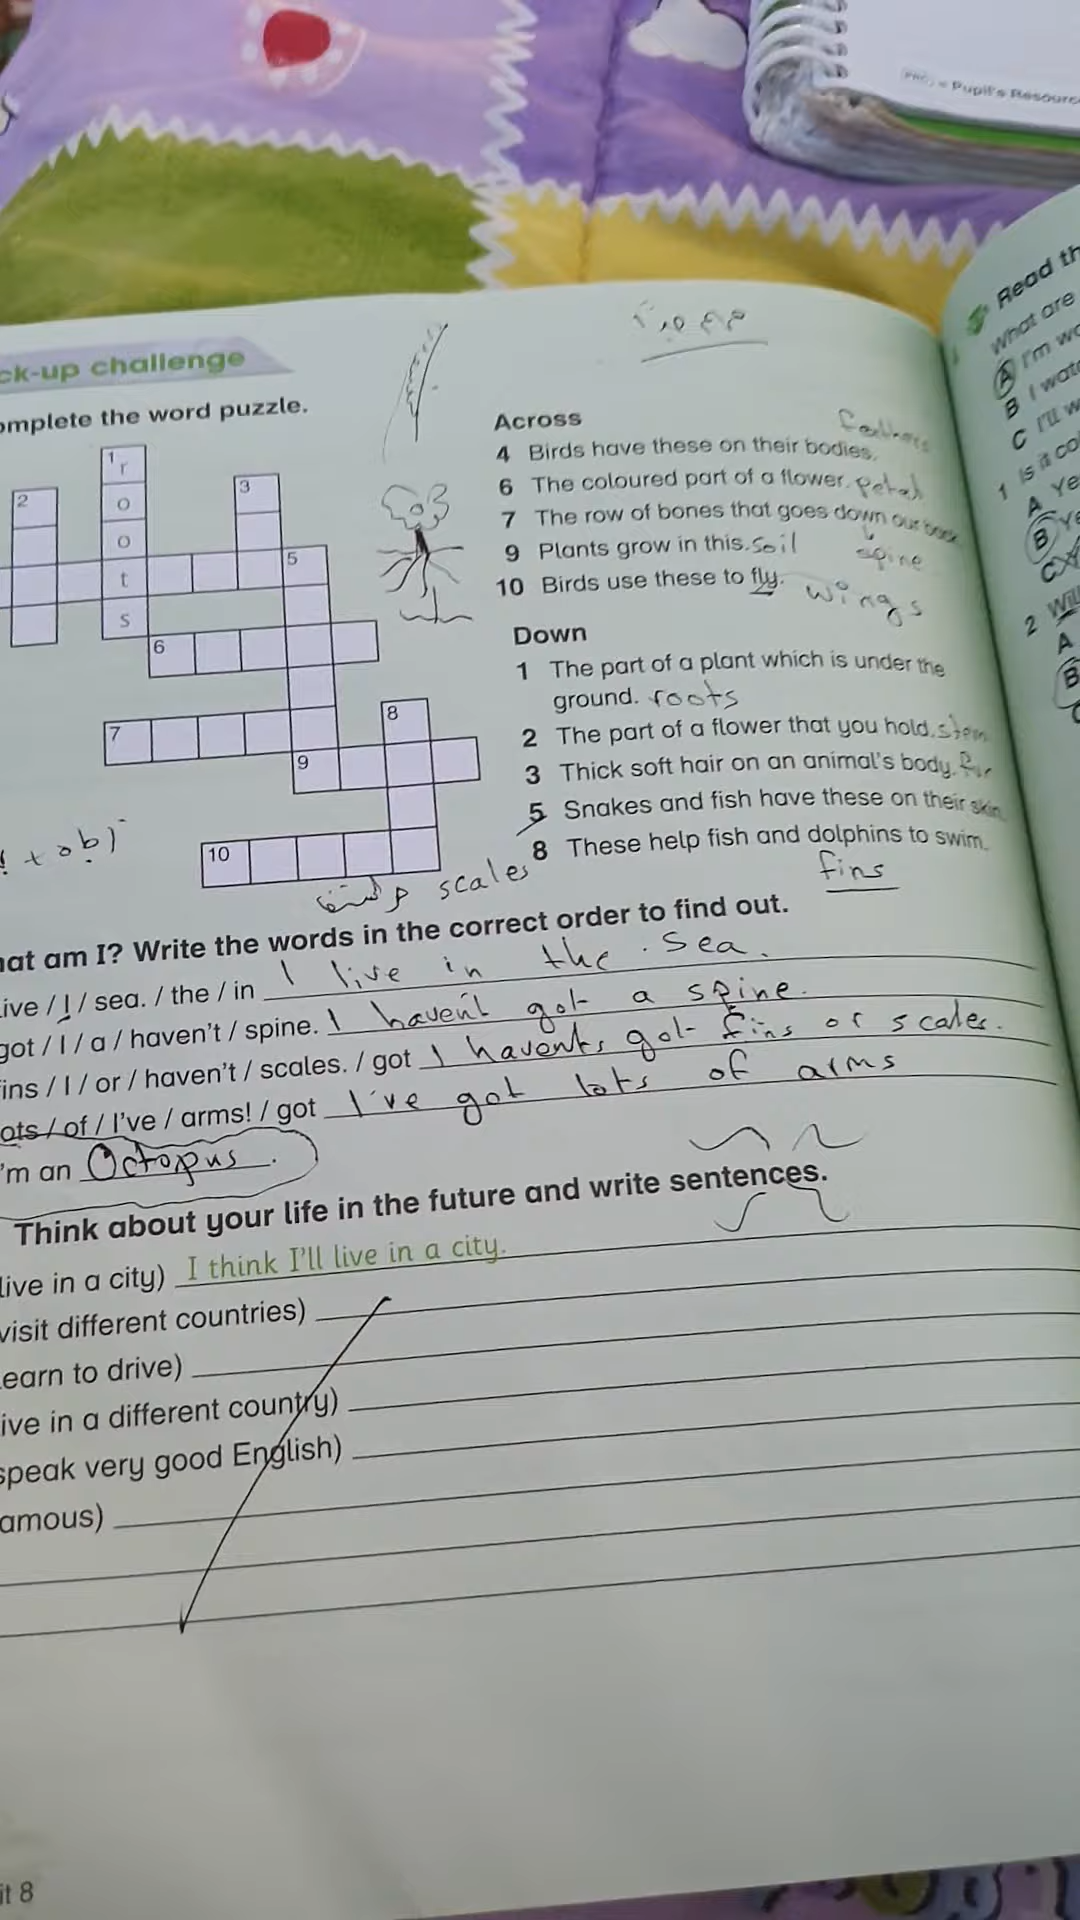 = Pupil's Resource
ck-up challenge
omplete the word puzzle.
1 r
o
o
t
s
2
3
5
6
7
8
9
10
Across
4 Birds have these on their bodies.
6 The coloured part of a flower. petal
7 The row of bones that goes down our back
spine
9 Plants grow in this. soil
10 Birds use these to fly. wings
Down
1 The part of a plant which is under the
ground. roots
2 The part of a flower that you hold. stem
3 Thick soft hair on an animal's body. fur
5 Snakes and fish have these on their skin.
scales
8 These help fish and dolphins to swim.
fins
hat am I? Write the words in the correct order to find out.
ive / I / sea. / the / in I live in the sea.
got / I / a / haven't / spine. I haven't got a spine.
ins / I / or / haven't / scales. / got I havents got fins or scales.
ots / of / I've / arms! / got I've got lots of arms
'm an Octopus.
Think about your life in the future and write sentences.
live in a city) I think I'll live in a city.
visit different countries)
earn to drive)
ive in a different country)
speak very good English)
amous)
it 8
Read th
What are
A I'm wo
B I wat
C I'll w
1 Is it co
A Ye
B Ye
C
2 Will
A
B